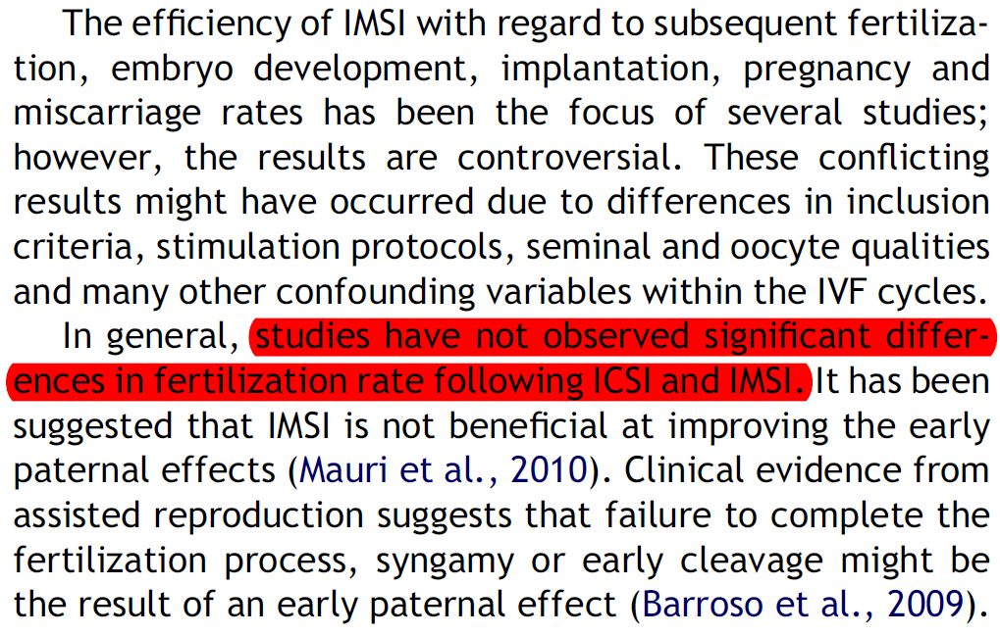 The efficiency of IMSI with regard to subsequent fertiliza-
tion, embryo development, implantation, pregnancy and
miscarriage rates has been the focus of several studies;
however, the results are controversial. These conflicting
results might have occurred due to differences in inclusion
criteria, stimulation protocols, seminal and oocyte qualities
and many other confounding variables within the IVF cycles.
In general, studies have not observed significant differ-
ences in fertilization rate following ICSI and IMSI. It has been
suggested that IMSI is not beneficial at improving the early
paternal effects (Mauri et al., 2010). Clinical evidence from
assisted reproduction suggests that failure to complete the
fertilization process, syngamy or early cleavage might be
the result of an early paternal effect (Barroso et al., 2009).